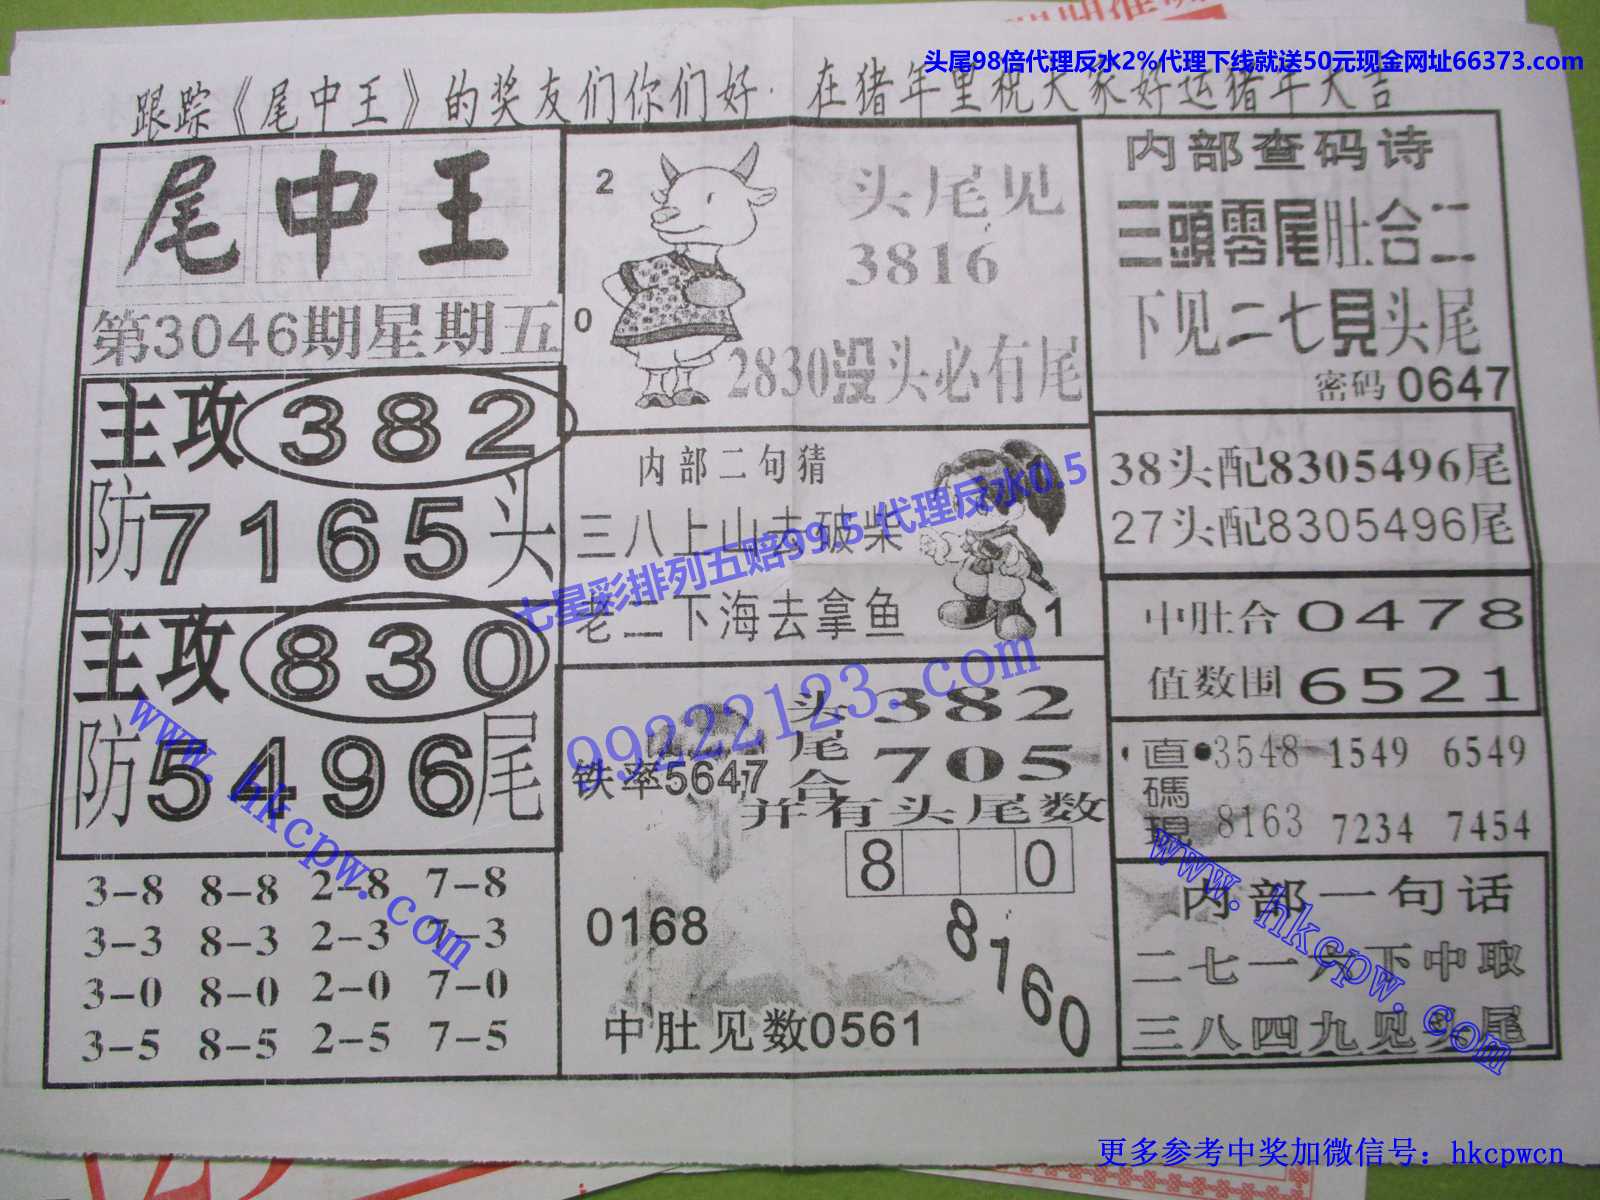 头尾98倍代理反水2%代理下线就送50元现金网址66373.com
跟踪《尾中王》的奖友们你们好·在猪年里祝大家好运猪年大吉
尾中王
第3046期星期五
主攻382
防7165头
主攻830
防5496尾
3-8 8-8 2-8 7-8
3-3 8-3 2-3 7-3
3-0 8-0 2-0 7-0
3-5 8-5 2-5 7-5
2
0
头尾见
3816
2830没头必有尾
内部二句猜
三八上山去破柴
老二下海去拿鱼
1
七星彩排列五赔99.5 代理反水0.5
99222123.com
头382
尾合705
铁率5647
并有头尾数
8 0
0168
8160
中肚见数0561
内部查码诗
三頭零尾肚合二
下见二七見头尾
密码0647
38头配8305496尾
27头配8305496尾
中肚合0478
值数围6521
直碼現
3548 1549 6549
8163 7234 7454
内部一句话
二七一六下中取
三八四九见头尾
www.hkcpw.com
www.hkcpw.com
更多参考中奖加微信号：hkcpwcn